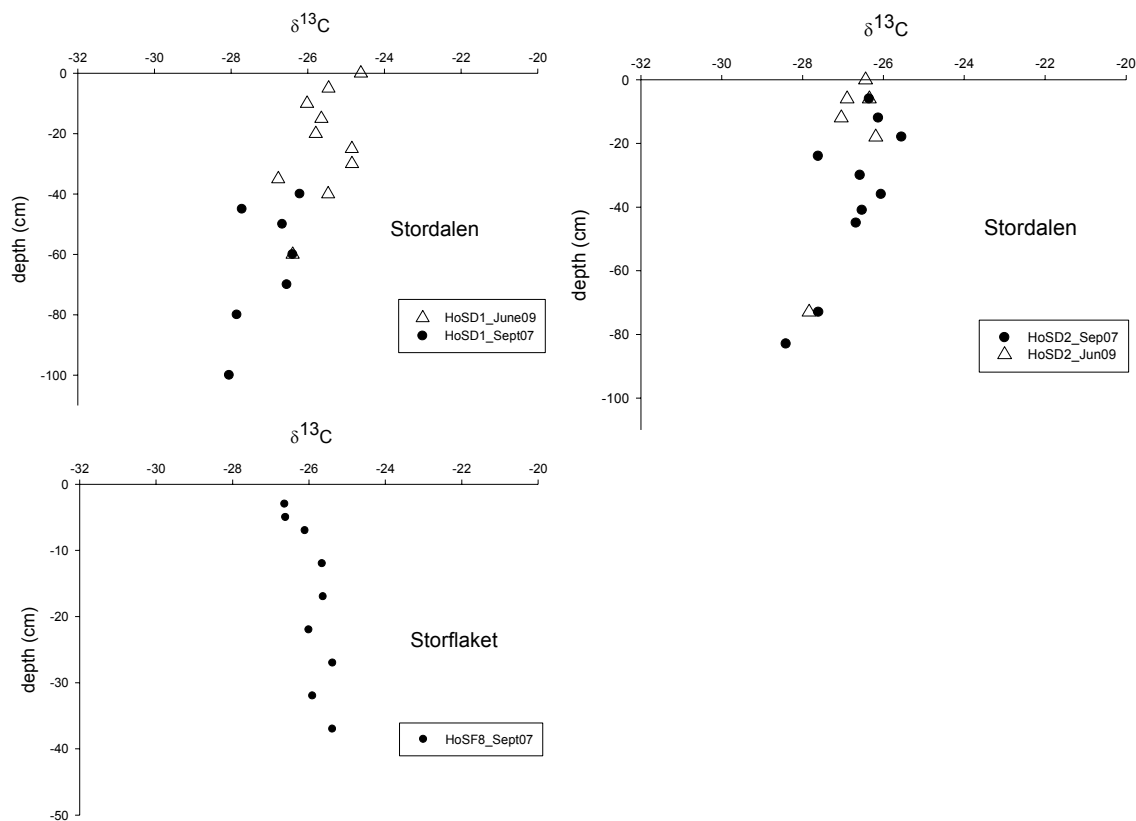 δ13C
-32 -30 -28 -26 -24 -22 -20
0
-20
-40
-60
-80
-100
depth (cm)
Stordalen
HoSD1_June09
HoSD1_Sept07
δ13C
-32 -30 -28 -26 -24 -22 -20
0
-20
-40
-60
-80
-100
depth (cm)
Stordalen
HoSD2_Sep07
HoSD2_Jun09
δ13C
-32 -30 -28 -26 -24 -22 -20
0
-10
-20
-30
-40
-50
depth (cm)
Storflaket
HoSF8_Sept07